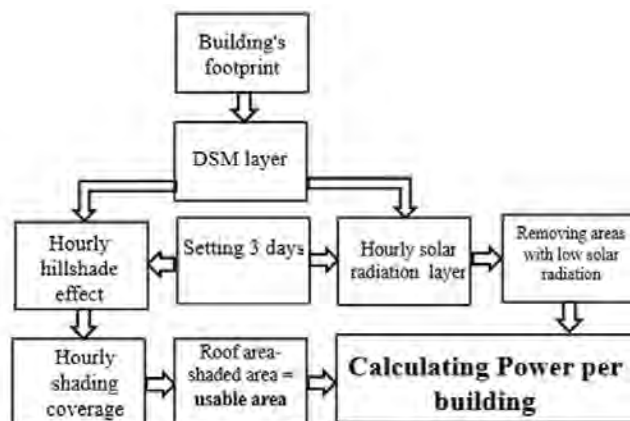 Building's
footprint
DSM layer
Hourly
hillshade
effect
Setting 3 days
Hourly solar
radiation layer
Removing areas
with low solar
radiation
Hourly
shading
coverage
Roof area-
shaded area =
usable area
Calculating Power per
building